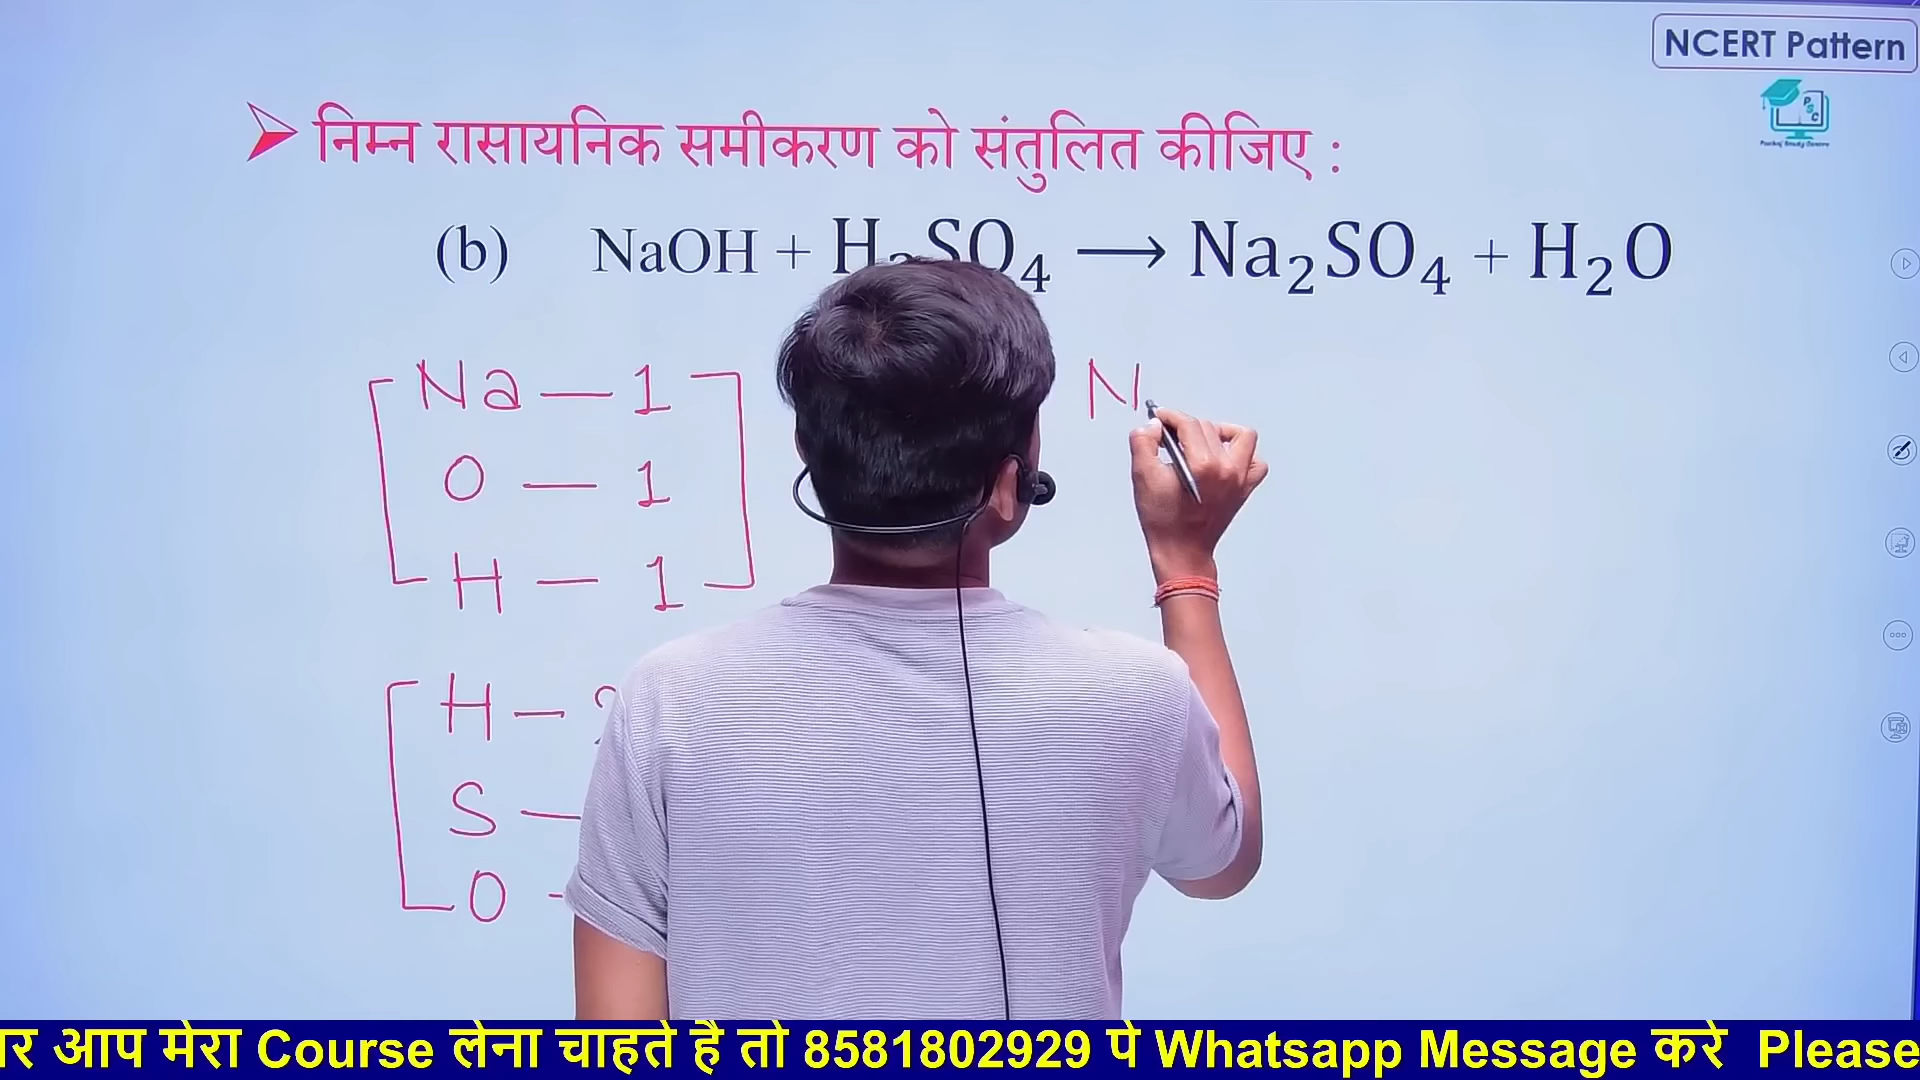 NCERT Pattern
निम्न रासायनिक समीकरण को संतुलित कीजिए :
(b) NaOH + H₂SO₄ ⟶ Na₂SO₄ + H₂O
Na — 1
O — 1
H — 1
N
H —
S —
O -
आप मेरा Course लेना चाहते है तो 8581802929 पे Whatsapp Message करे Please